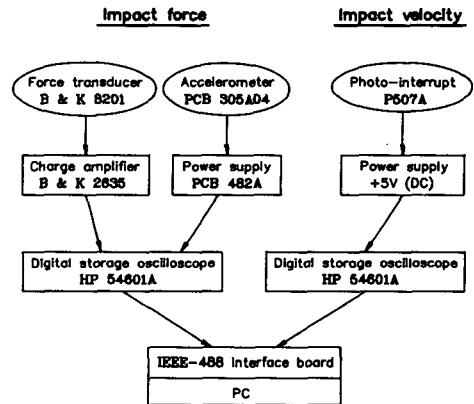 Impact force
Impact velocity
Force transducer
B & K 8201
Accelerometer
PCB 305A04
Photo-interrupt
P507A
Charge amplifier
B & K 2635
Power supply
PCB 482A
Power supply
+5V (DC)
Digital storage oscilloscope
HP 54601A
Digital storage oscilloscope
HP 54601A
IEEE-488 interface board
PC